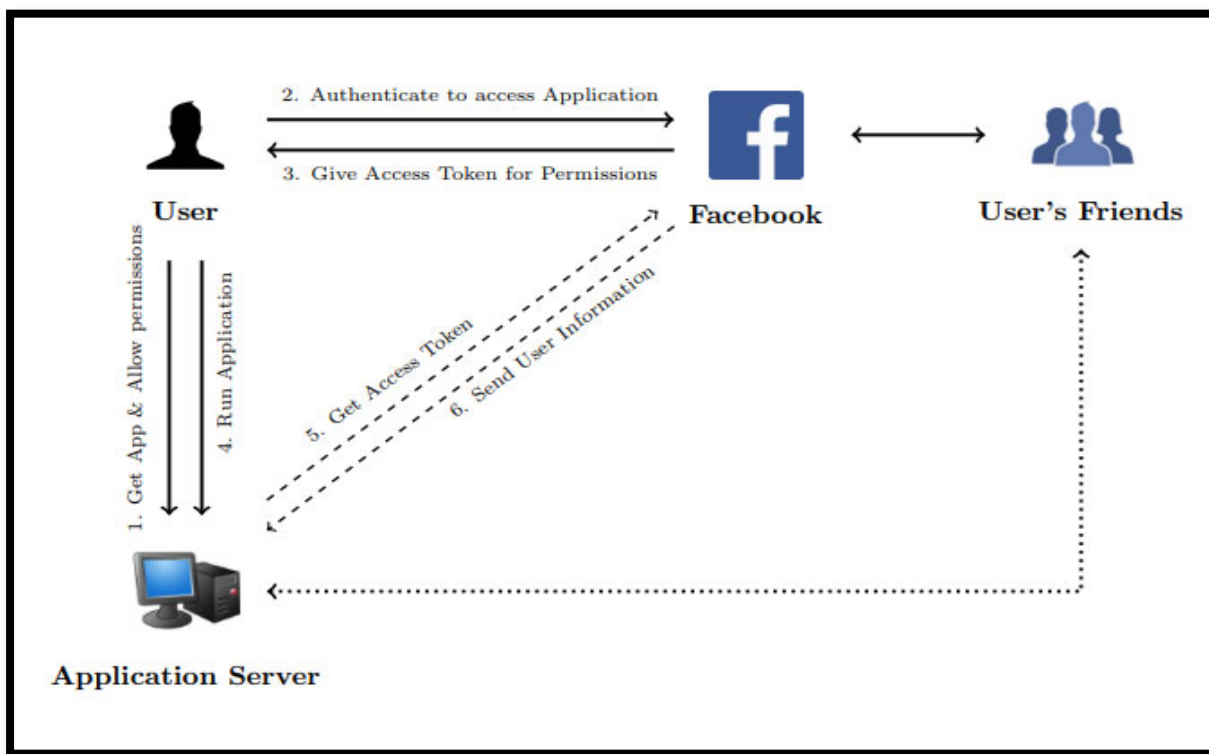 2. Authenticate to access Application
3. Give Access Token for Permissions
User
Facebook
User's Friends
1. Get App & Allow permissions
4. Run Application
5. Get Access Token
6. Send User Information
Application Server